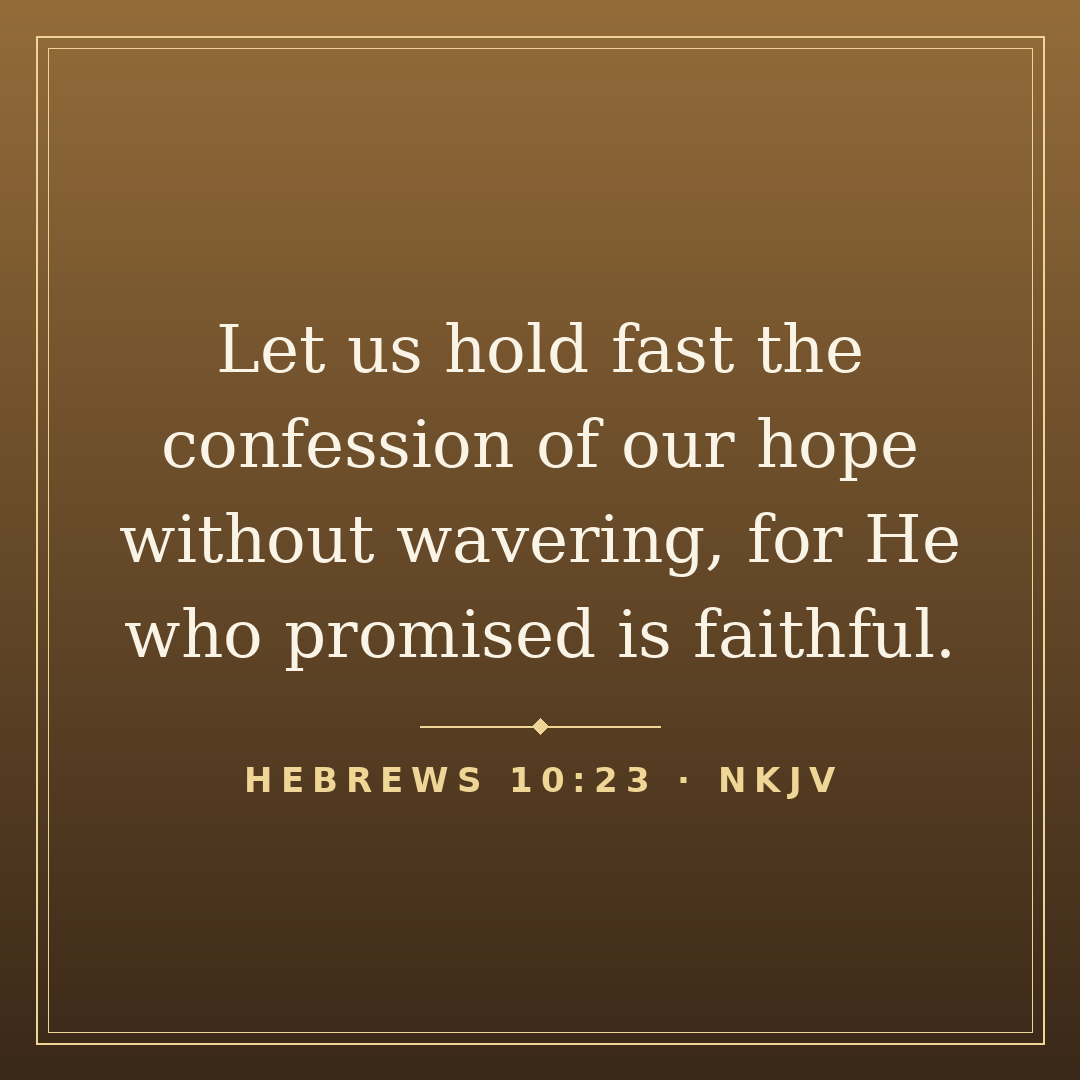 Let us hold fast the
confession of our hope
without wavering, for He
who promised is faithful.
HEBREWS 10:23 · NKJV